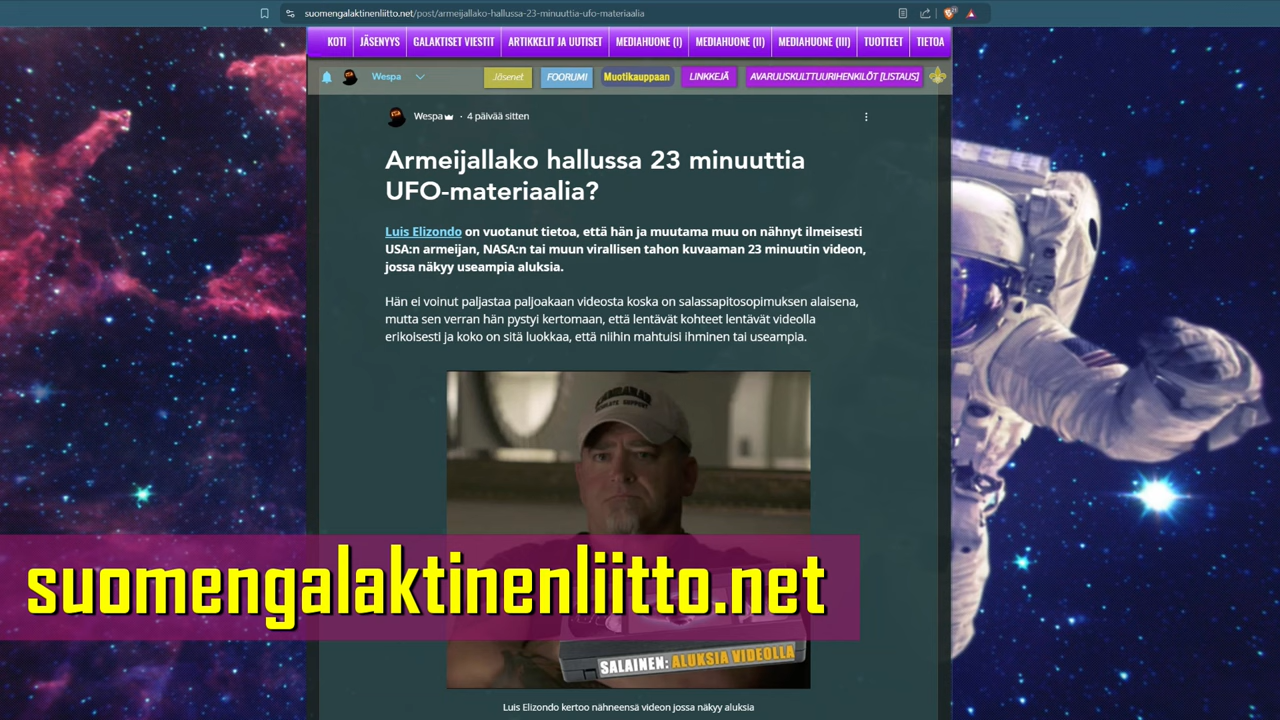 suomengalaktinenliitto.net/post/armeijallako-hallussa-23-minuuttia-ufo-materiaalia
KOTI JÄSENYYS GALAKTISET VIESTIT ARTIKKELIT JA UUTISET MEDIAHUONE (I) MEDIAHUONE (II) MEDIAHUONE (III) TUOTTEET TIETOA
Wespa Jäsenet FOORUMI Muotikauppaan LINKKEJÄ AVARUUSKULTTUURIHENKILÖT [LISTAUS]
Wespa · 4 päivää sitten
Armeijallako hallussa 23 minuuttia
UFO-materiaalia?
Luis Elizondo on vuotanut tietoa, että hän ja muutama muu on nähnyt ilmeisesti
USA:n armeijan, NASA:n tai muun virallisen tahon kuvaaman 23 minuutin videon,
jossa näkyy useampia aluksia.
Hän ei voinut paljastaa paljoakaan videosta koska on salassapitosopimuksen alaisena,
mutta sen verran hän pystyi kertomaan, että lentävät kohteet lentävät videolla
erikoisesti ja koko on sitä luokkaa, että niihin mahtuisi ihminen tai useampia.
suomengalaktinenliitto.net
SALAINEN: ALUKSIA VIDEOLLA
Luis Elizondo kertoo nähneensä videon jossa näkyy aluksia